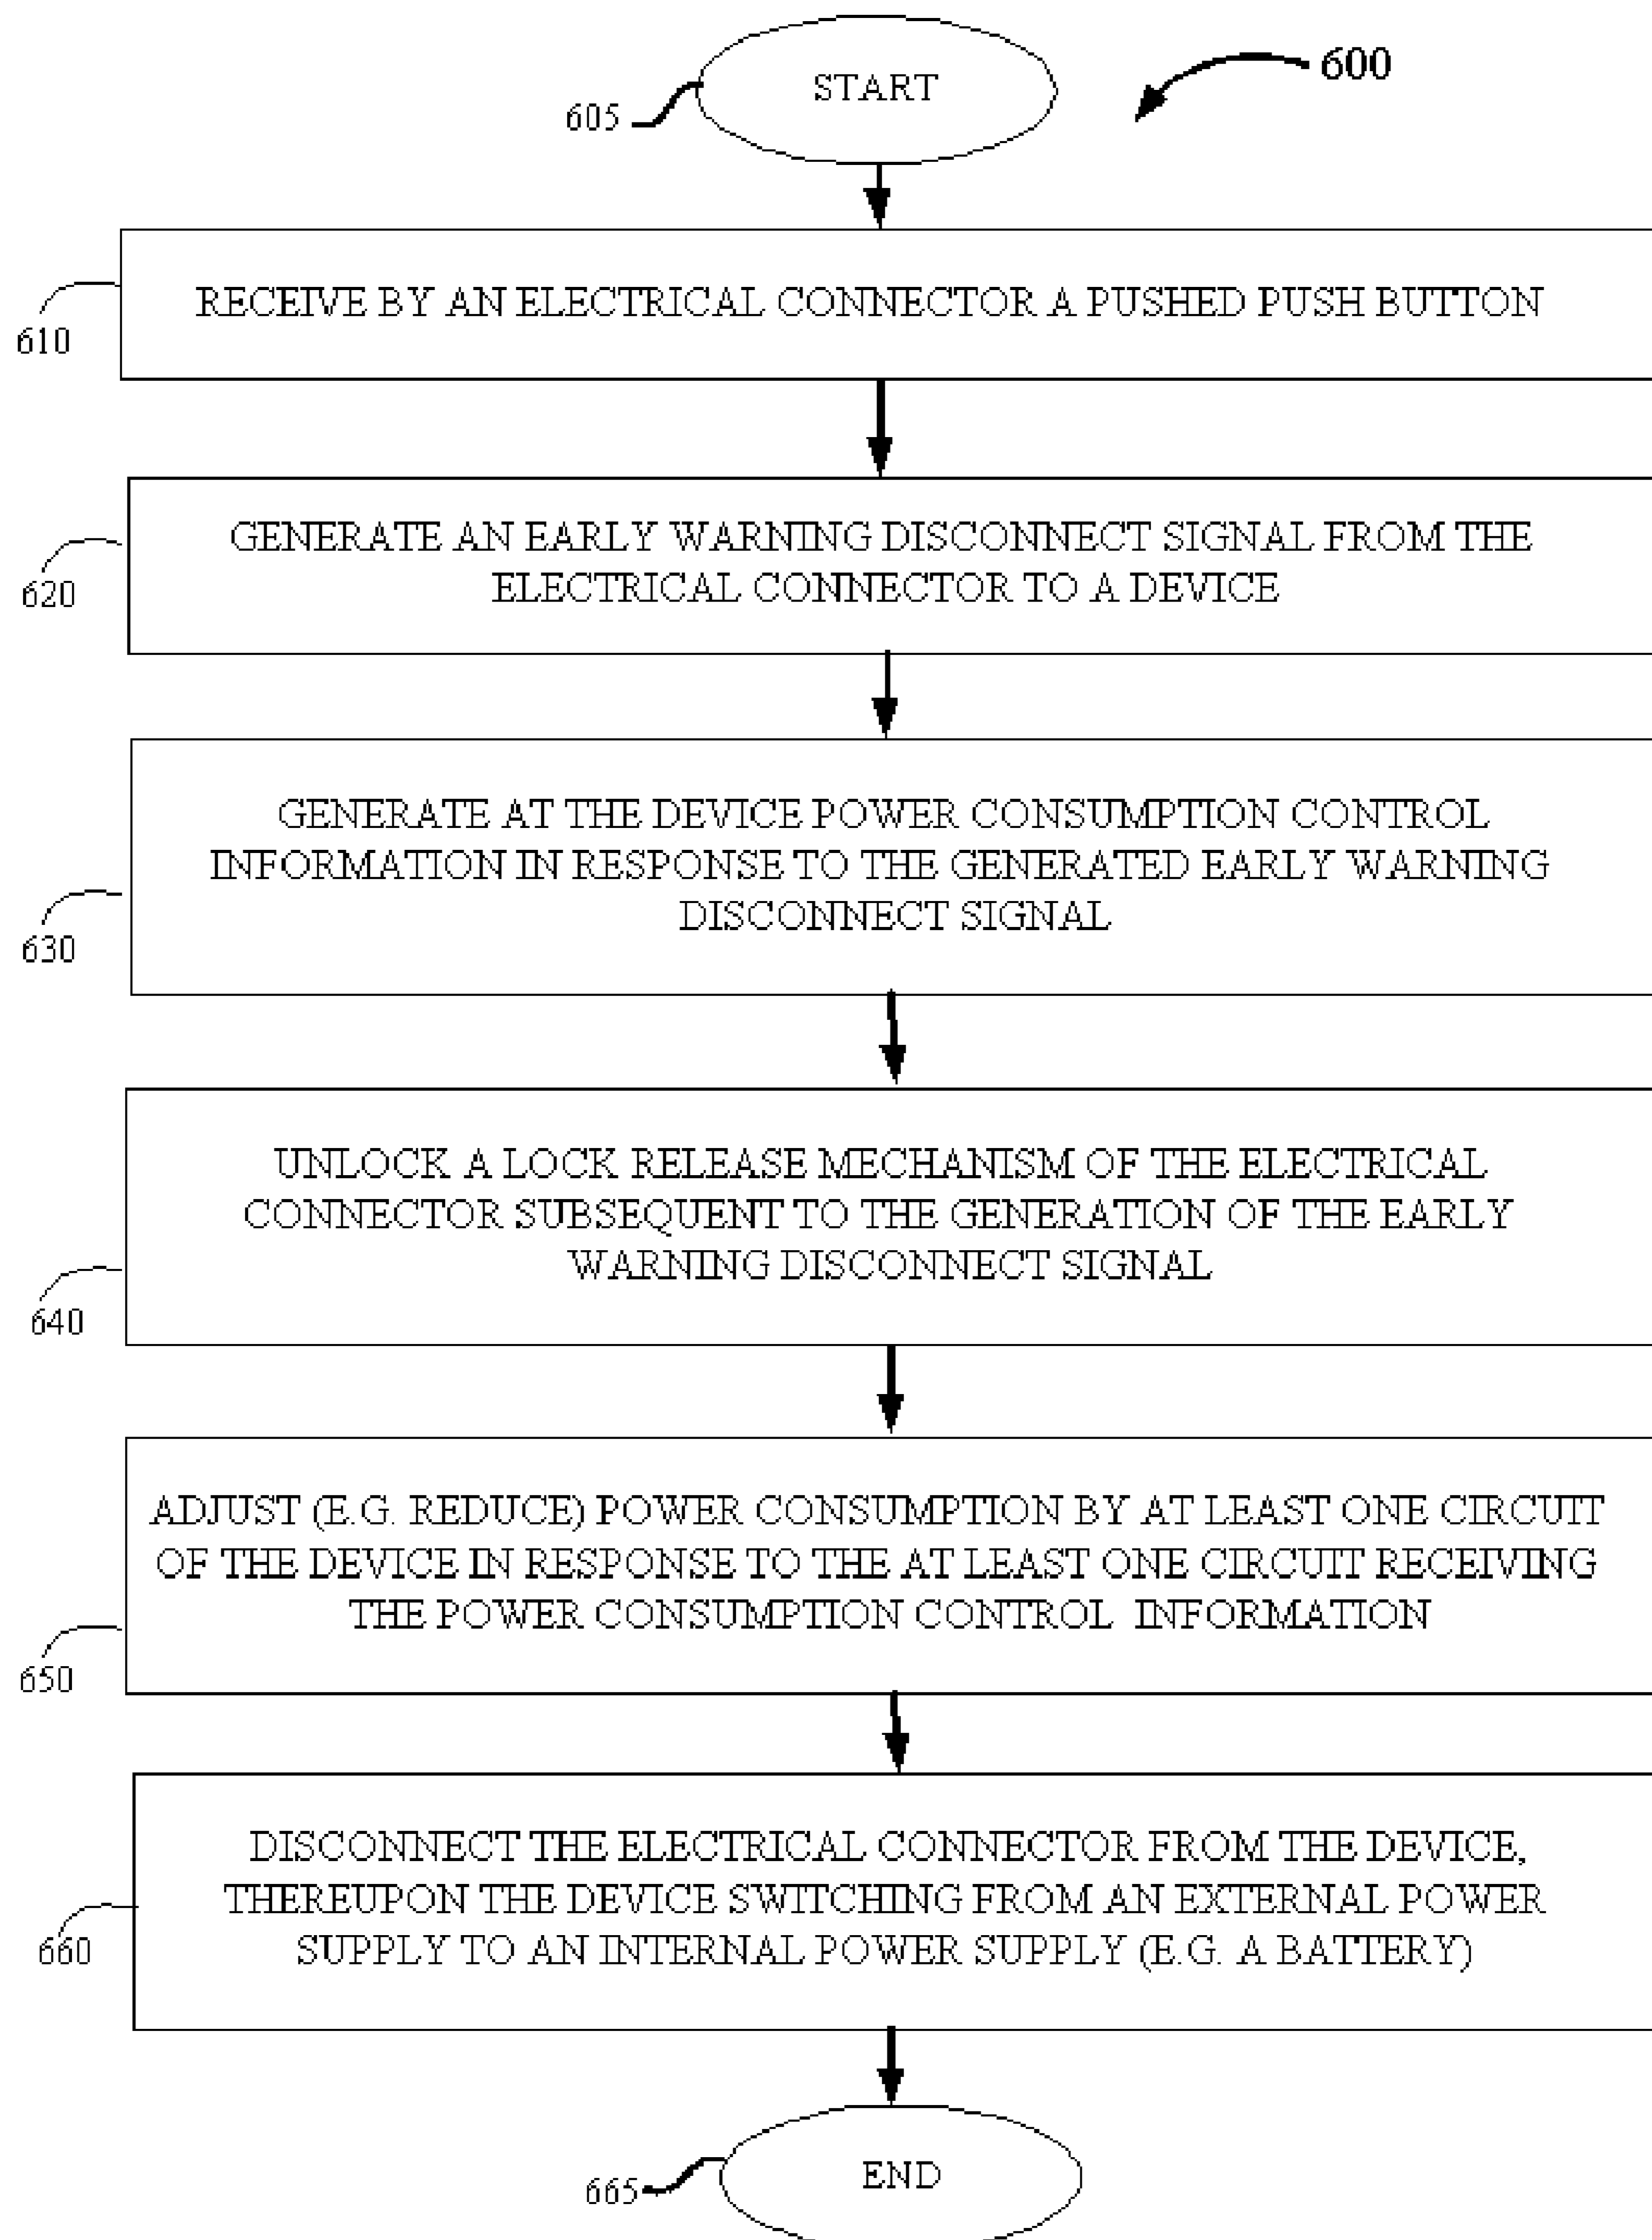 START
600
605
RECEIVE BY AN ELECTRICAL CONNECTOR A PUSHED PUSH BUTTON
610
GENERATE AN EARLY WARNING DISCONNECT SIGNAL FROM THE
ELECTRICAL CONNECTOR TO A DEVICE
620
GENERATE AT THE DEVICE POWER CONSUMPTION CONTROL
INFORMATION IN RESPONSE TO THE GENERATED EARLY WARNING
DISCONNECT SIGNAL
630
UNLOCK A LOCK RELEASE MECHANISM OF THE ELECTRICAL
CONNECTOR SUBSEQUENT TO THE GENERATION OF THE EARLY
WARNING DISCONNECT SIGNAL
640
ADJUST (E.G. REDUCE) POWER CONSUMPTION BY AT LEAST ONE CIRCUIT
OF THE DEVICE IN RESPONSE TO THE AT LEAST ONE CIRCUIT RECEIVING
THE POWER CONSUMPTION CONTROL INFORMATION
650
DISCONNECT THE ELECTRICAL CONNECTOR FROM THE DEVICE,
THEREUPON THE DEVICE SWITCHING FROM AN EXTERNAL POWER
SUPPLY TO AN INTERNAL POWER SUPPLY (E.G. A BATTERY)
660
END
665